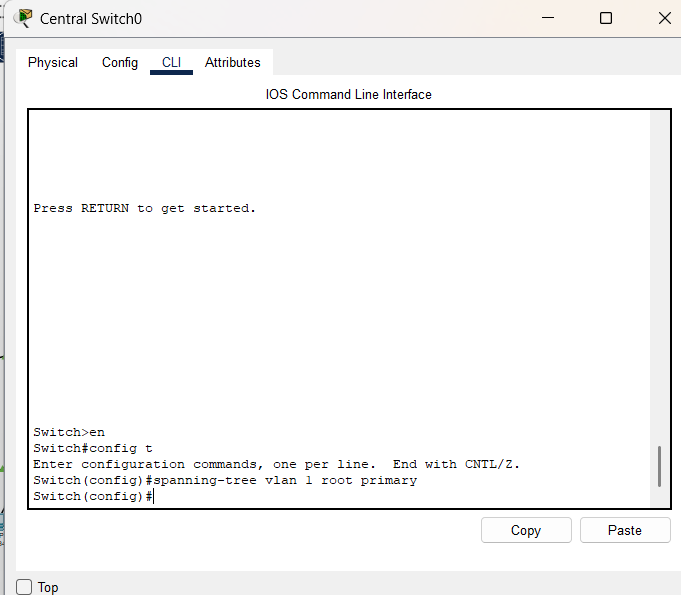 Central Switch0
Physical Config CLI Attributes
IOS Command Line Interface
Press RETURN to get started.
Switch>en
Switch#config t
Enter configuration commands, one per line.  End with CNTL/Z.
Switch(config)#spanning-tree vlan 1 root primary
Switch(config)#
Copy Paste
Top